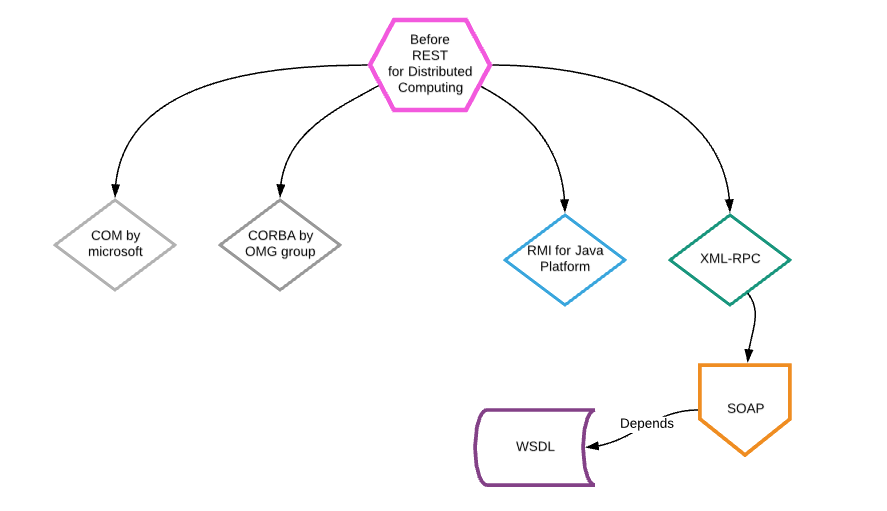 Before
REST
for Distributed
Computing
COM by
microsoft
CORBA by
OMG group
RMI for Java
Platform
XML-RPC
SOAP
Depends
WSDL